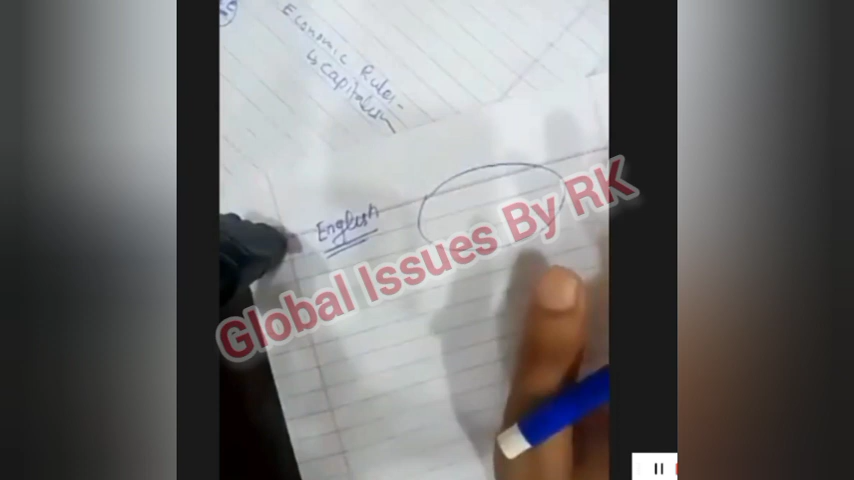 Economic Rules-
↳ Capitalism
English
Global Issues By RK